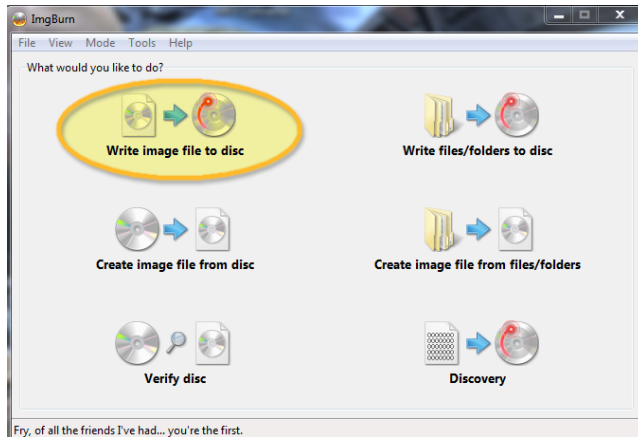 ImgBurn
File View Mode Tools Help
What would you like to do?
Write image file to disc
Write files/folders to disc
Create image file from disc
Create image file from files/folders
Verify disc
Discovery
Fry, of all the friends I've had... you're the first.